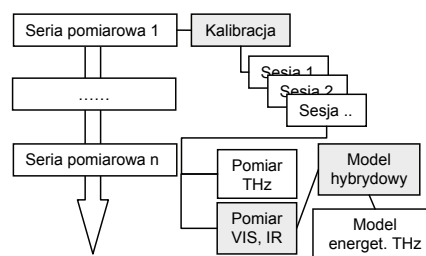 Seria pomiarowa 1
Kalibracja
Sesja 1
Sesja 2
Sesja ..
……
Seria pomiarowa n
Pomiar
THz
Model
hybrydowy
Pomiar
VIS, IR
Model
energet. THz